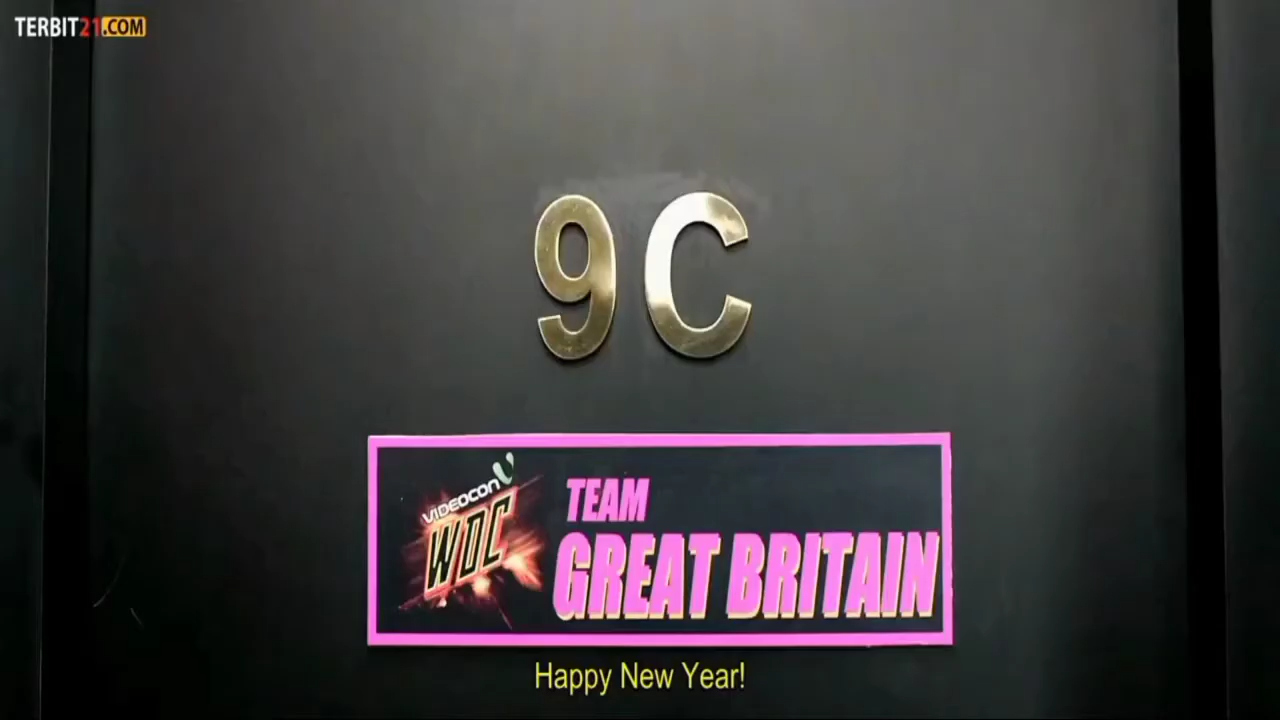 TERBIT21.COM
9C
VIDEOCON
WDC
TEAM
GREAT BRITAIN
Happy New Year!